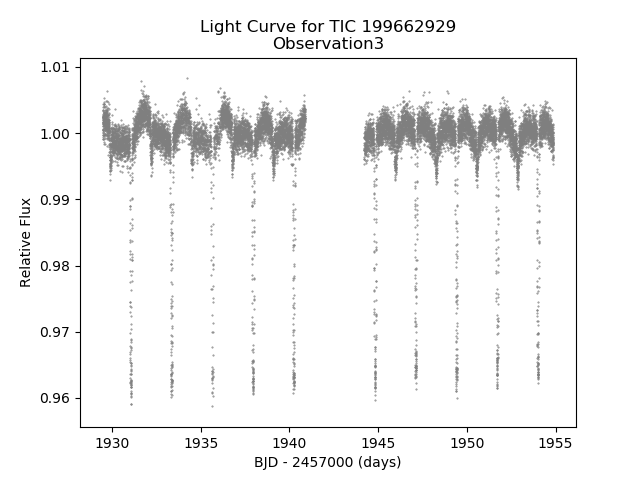 Light Curve for TIC 199662929
Observation3
1.01
1.00
0.99
0.98
0.97
0.96
Relative Flux
1930 1935 1940 1945 1950 1955
BJD - 2457000 (days)